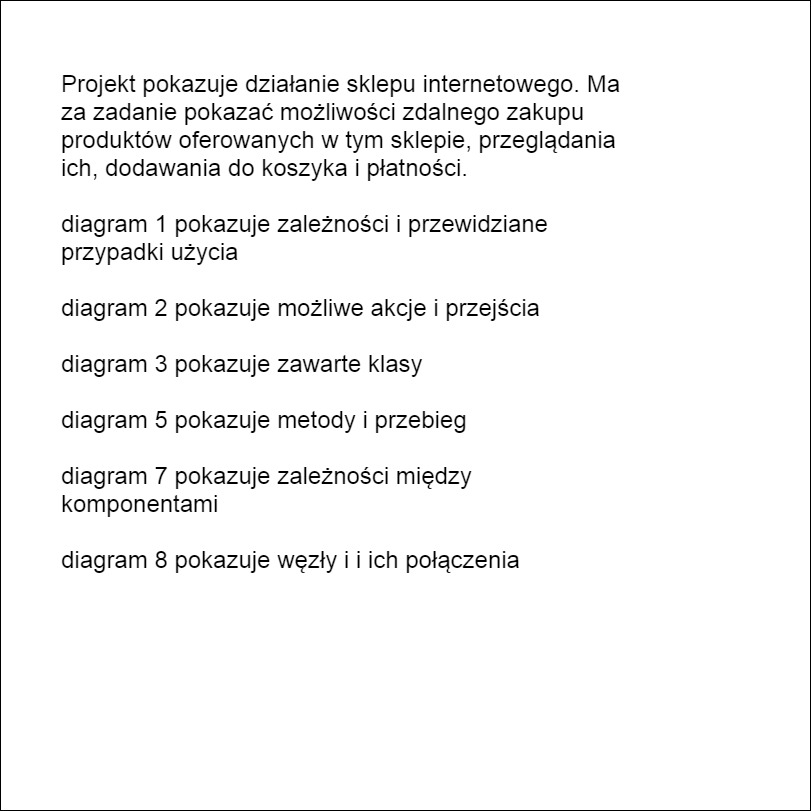 Projekt pokazuje działanie sklepu internetowego. Ma
za zadanie pokazać możliwości zdalnego zakupu
produktów oferowanych w tym sklepie, przeglądania
ich, dodawania do koszyka i płatności.
diagram 1 pokazuje zależności i przewidziane
przypadki użycia
diagram 2 pokazuje możliwe akcje i przejścia
diagram 3 pokazuje zawarte klasy
diagram 5 pokazuje metody i przebieg
diagram 7 pokazuje zależności między
komponentami
diagram 8 pokazuje węzły i i ich połączenia